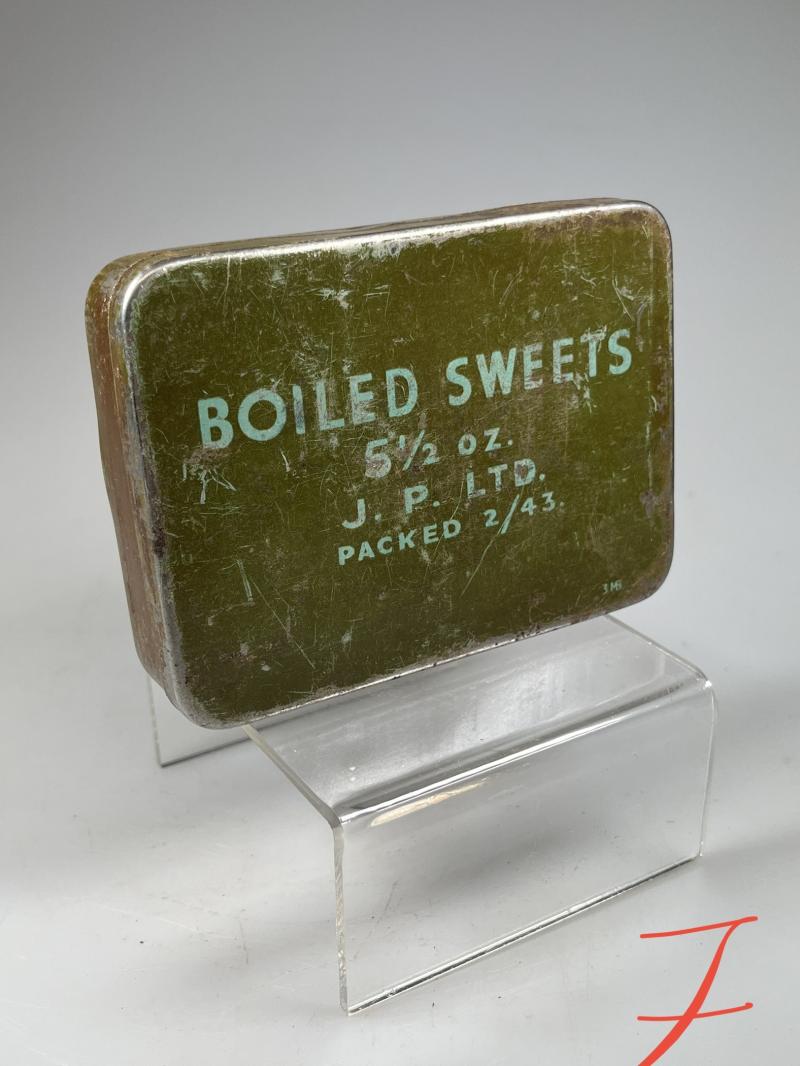 BOILED SWEETS
5½ oz.
J. P. LTD.
PACKED 2/43.